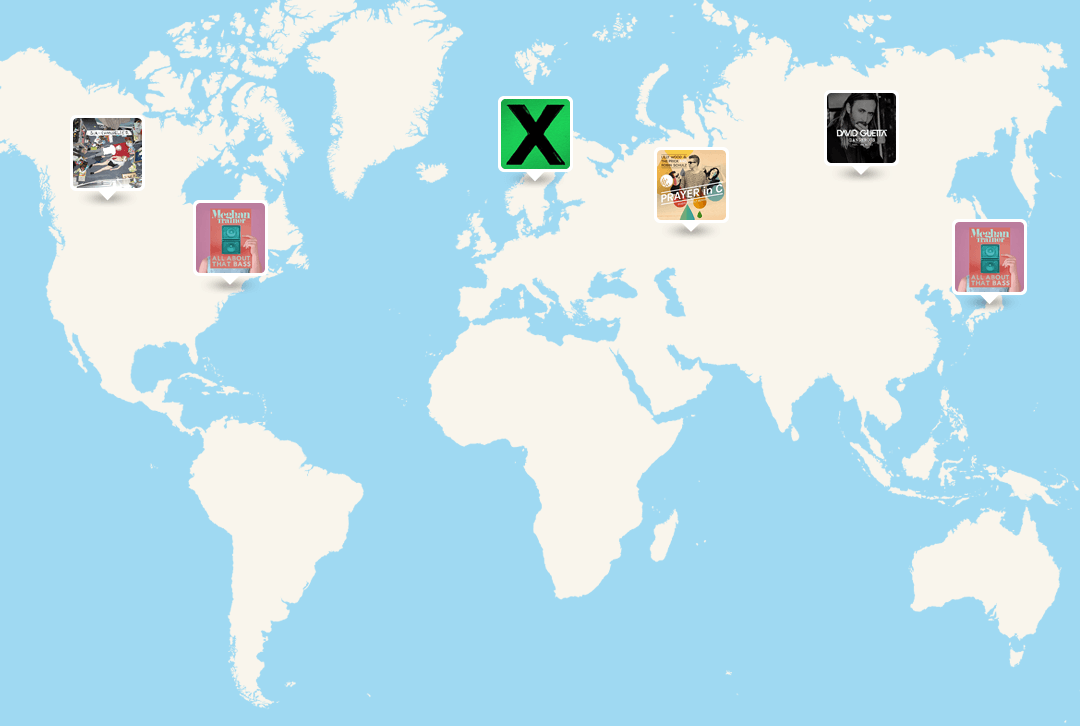 X
DAVID GUETTA
LILLY WOOD &
THE PRICK
ROBIN SCHULZ
PRAYER in C
Meghan
Trainor
ALL ABOUT
THAT BASS
Meghan
Trainor
ALL ABOUT
THAT BASS